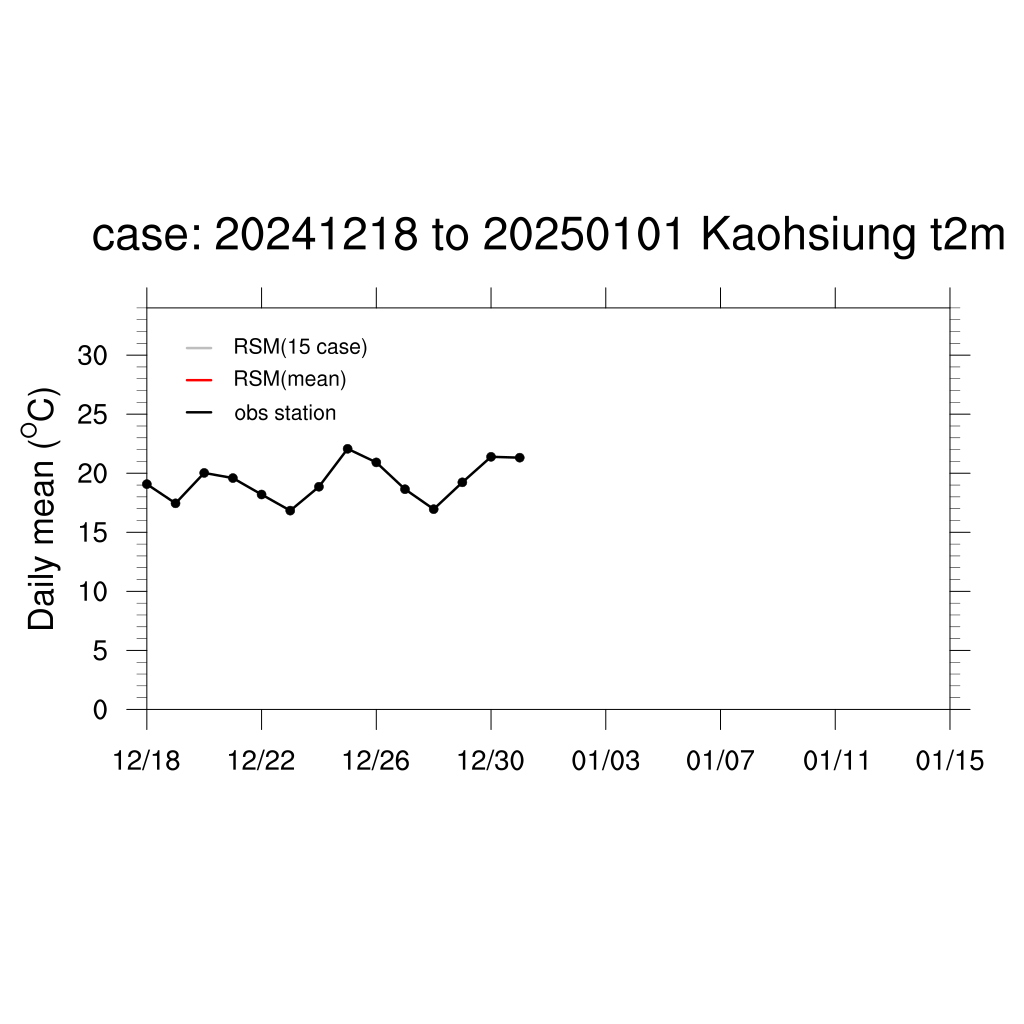 case: 20241218 to 20250101 Kaohsiung t2m
RSM(15 case)
RSM(mean)
obs station
Daily mean (°C)
30
25
20
15
10
5
0
12/18 12/22 12/26 12/30 01/03 01/07 01/11 01/15